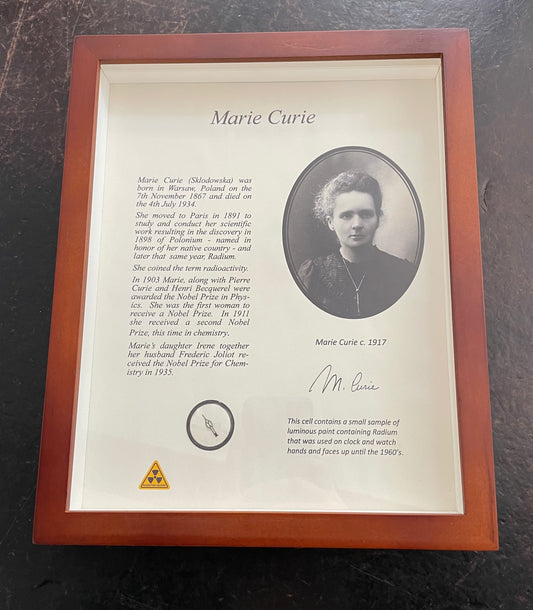 Marie Curie
Marie Curie (Sklodowska) was
born in Warsaw, Poland on the
7th November 1867 and died on
the 4th July 1934.
She moved to Paris in 1891 to
study and conduct her scientific
work resulting in the discovery in
1898 of Polonium - named in
honor of her native country - and
later that same year, Radium.
She coined the term radioactivity.
In 1903 Marie, along with Pierre
Curie and Henri Becquerel were
awarded the Nobel Prize in Phys-
ics. She was the first woman to
receive a Nobel Prize. In 1911
she received a second Nobel
Prize, this time in chemistry.
Marie's daughter Irene together
her husband Frederic Joliot re-
ceived the Nobel Prize for Chem-
istry in 1935.
Marie Curie c. 1917
M. Curie
This cell contains a small sample of
luminous paint containing Radium
that was used on clock and watch
hands and faces up until the 1960's.